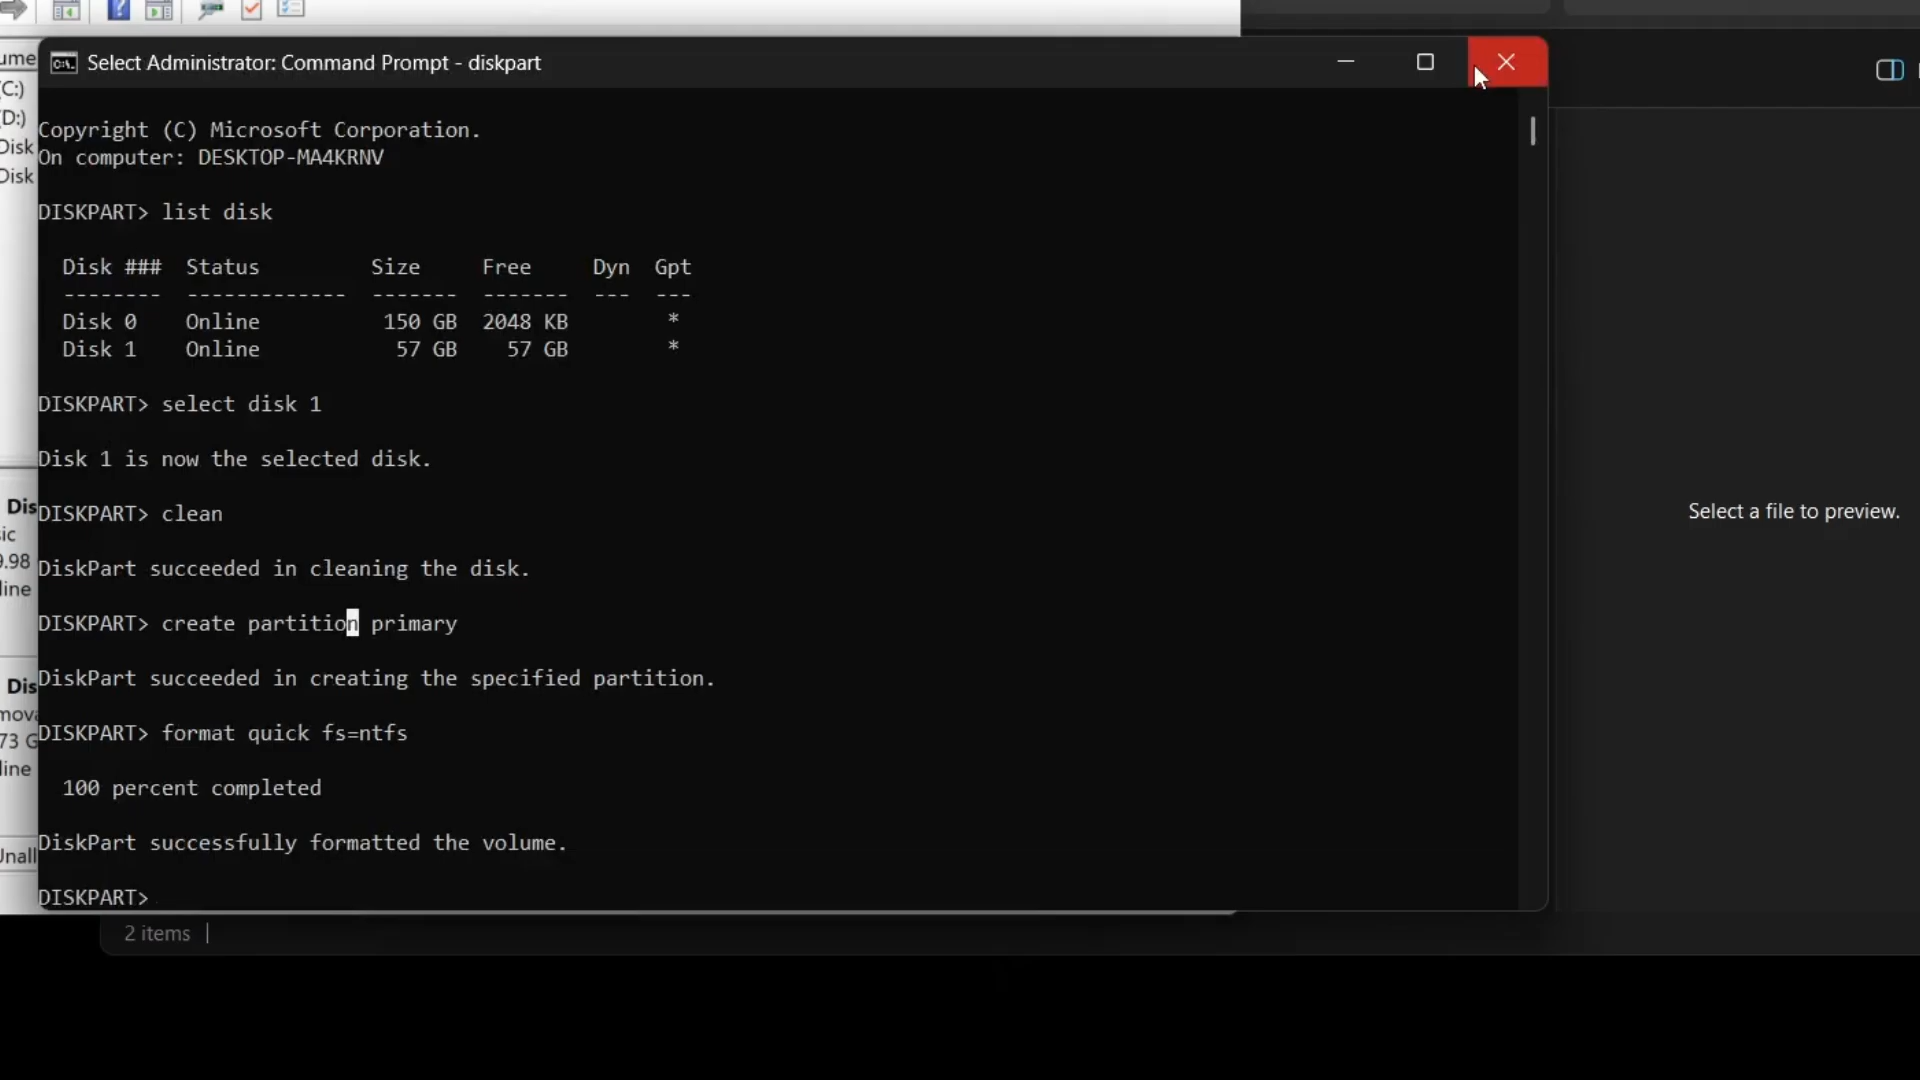 Select Administrator: Command Prompt - diskpart
Copyright (C) Microsoft Corporation.
On computer: DESKTOP-MA4KRNV
DISKPART> list disk
Disk ### Status Size Free Dyn Gpt
-------- ------------- ------- ------- --- ---
Disk 0 Online 150 GB 2048 KB *
Disk 1 Online 57 GB 57 GB *
DISKPART> select disk 1
Disk 1 is now the selected disk.
DISKPART> clean
DiskPart succeeded in cleaning the disk.
DISKPART> create partition primary
DiskPart succeeded in creating the specified partition.
DISKPART> format quick fs=ntfs
100 percent completed
DiskPart successfully formatted the volume.
DISKPART>
(C:)
(D:)
Disk
Disk
Select a file to preview.
2 items